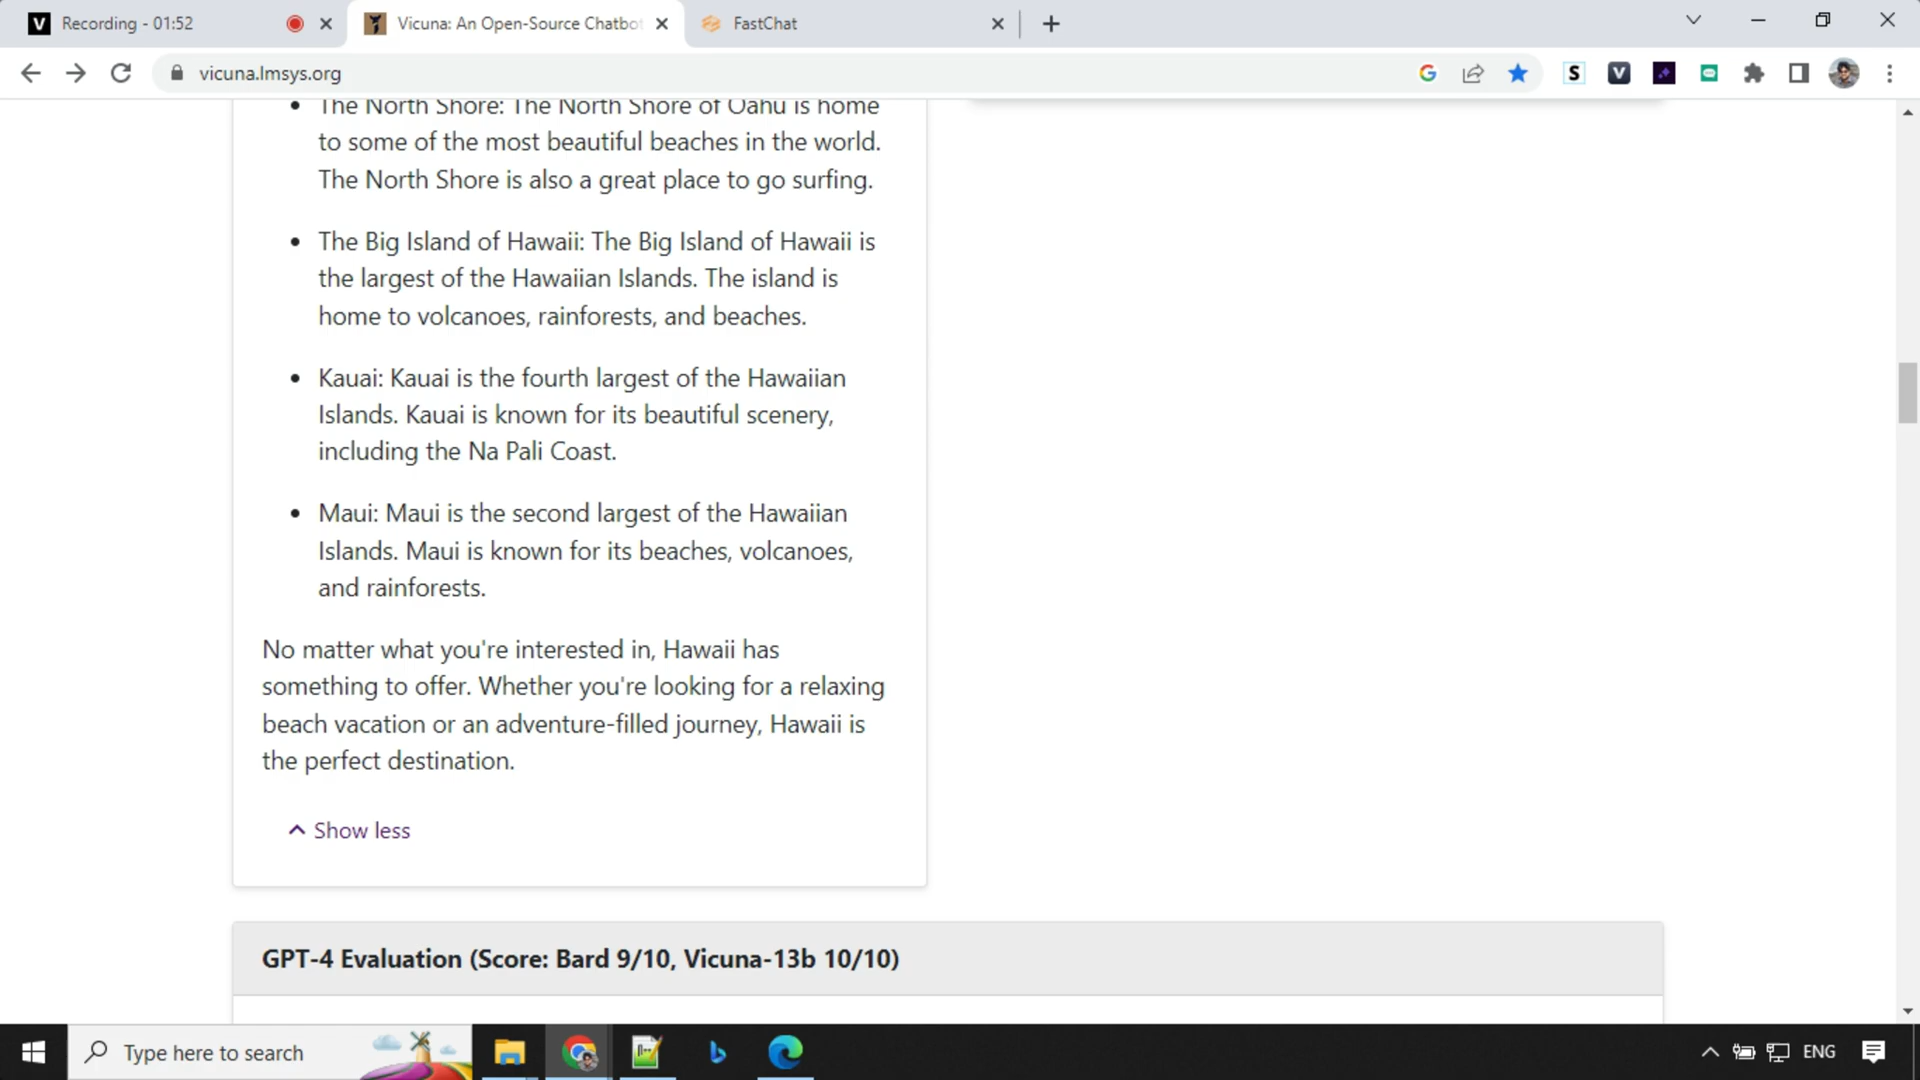 Recording - 01:52
Vicuna: An Open-Source Chatbot
FastChat
vicuna.lmsys.org
The North Shore: The North Shore of Oahu is home
to some of the most beautiful beaches in the world.
The North Shore is also a great place to go surfing.
The Big Island of Hawaii: The Big Island of Hawaii is
the largest of the Hawaiian Islands. The island is
home to volcanoes, rainforests, and beaches.
Kauai: Kauai is the fourth largest of the Hawaiian
Islands. Kauai is known for its beautiful scenery,
including the Na Pali Coast.
Maui: Maui is the second largest of the Hawaiian
Islands. Maui is known for its beaches, volcanoes,
and rainforests.
No matter what you're interested in, Hawaii has
something to offer. Whether you're looking for a relaxing
beach vacation or an adventure-filled journey, Hawaii is
the perfect destination.
Show less
GPT-4 Evaluation (Score: Bard 9/10, Vicuna-13b 10/10)
Type here to search
ENG